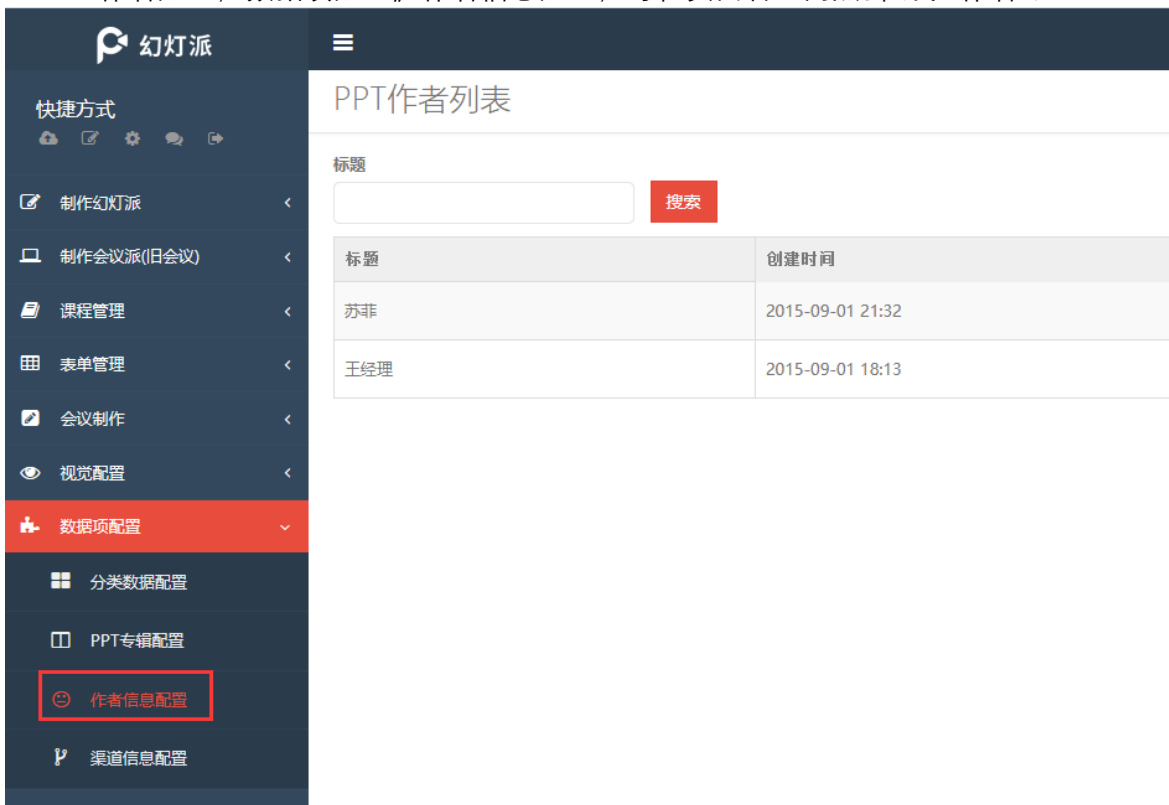 幻灯派
快捷方式
制作幻灯派
制作会议派(旧会议)
课程管理
表单管理
会议制作
视觉配置
数据项配置
分类数据配置
PPT专辑配置
作者信息配置
渠道信息配置
PPT作者列表
标题
搜索
标题 创建时间
苏菲 2015-09-01 21:32
王经理 2015-09-01 18:13